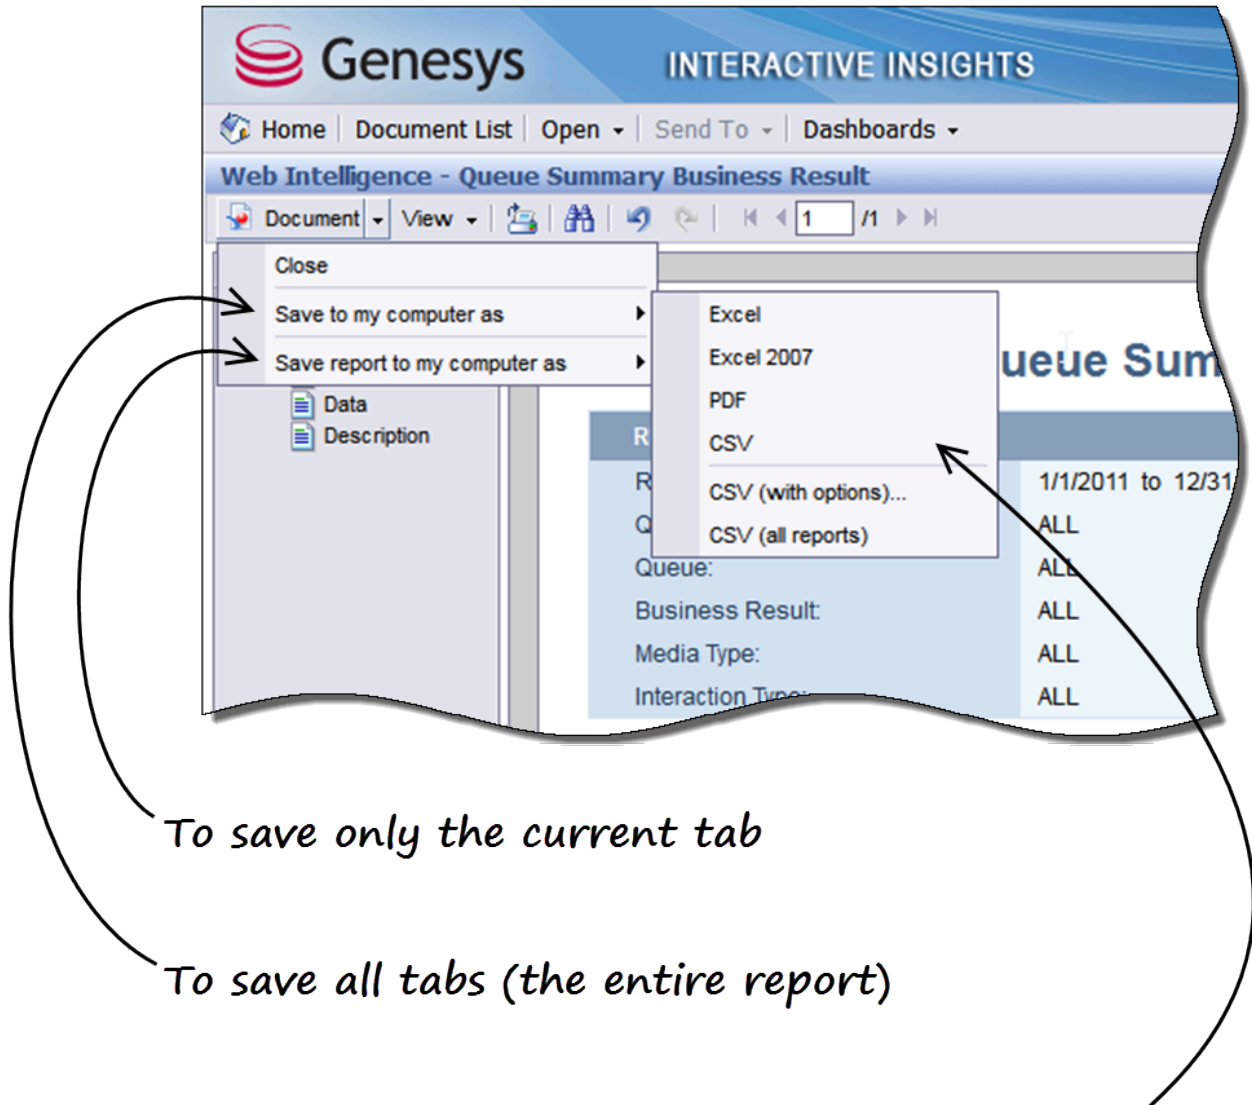 Genesys INTERACTIVE INSIGHTS
Home Document List Open Send To Dashboards
Web Intelligence - Queue Summary Business Result
Document View 1 /1
Close
Save to my computer as
Save report to my computer as
Excel
Excel 2007
PDF
CSV
CSV (with options)...
CSV (all reports)
Data
Description
ueue Sum
R
R 1/1/2011 to 12/31/
Q ALL
Queue: ALL
Business Result: ALL
Media Type: ALL
Interaction Type: ALL
To save only the current tab
To save all tabs (the entire report)